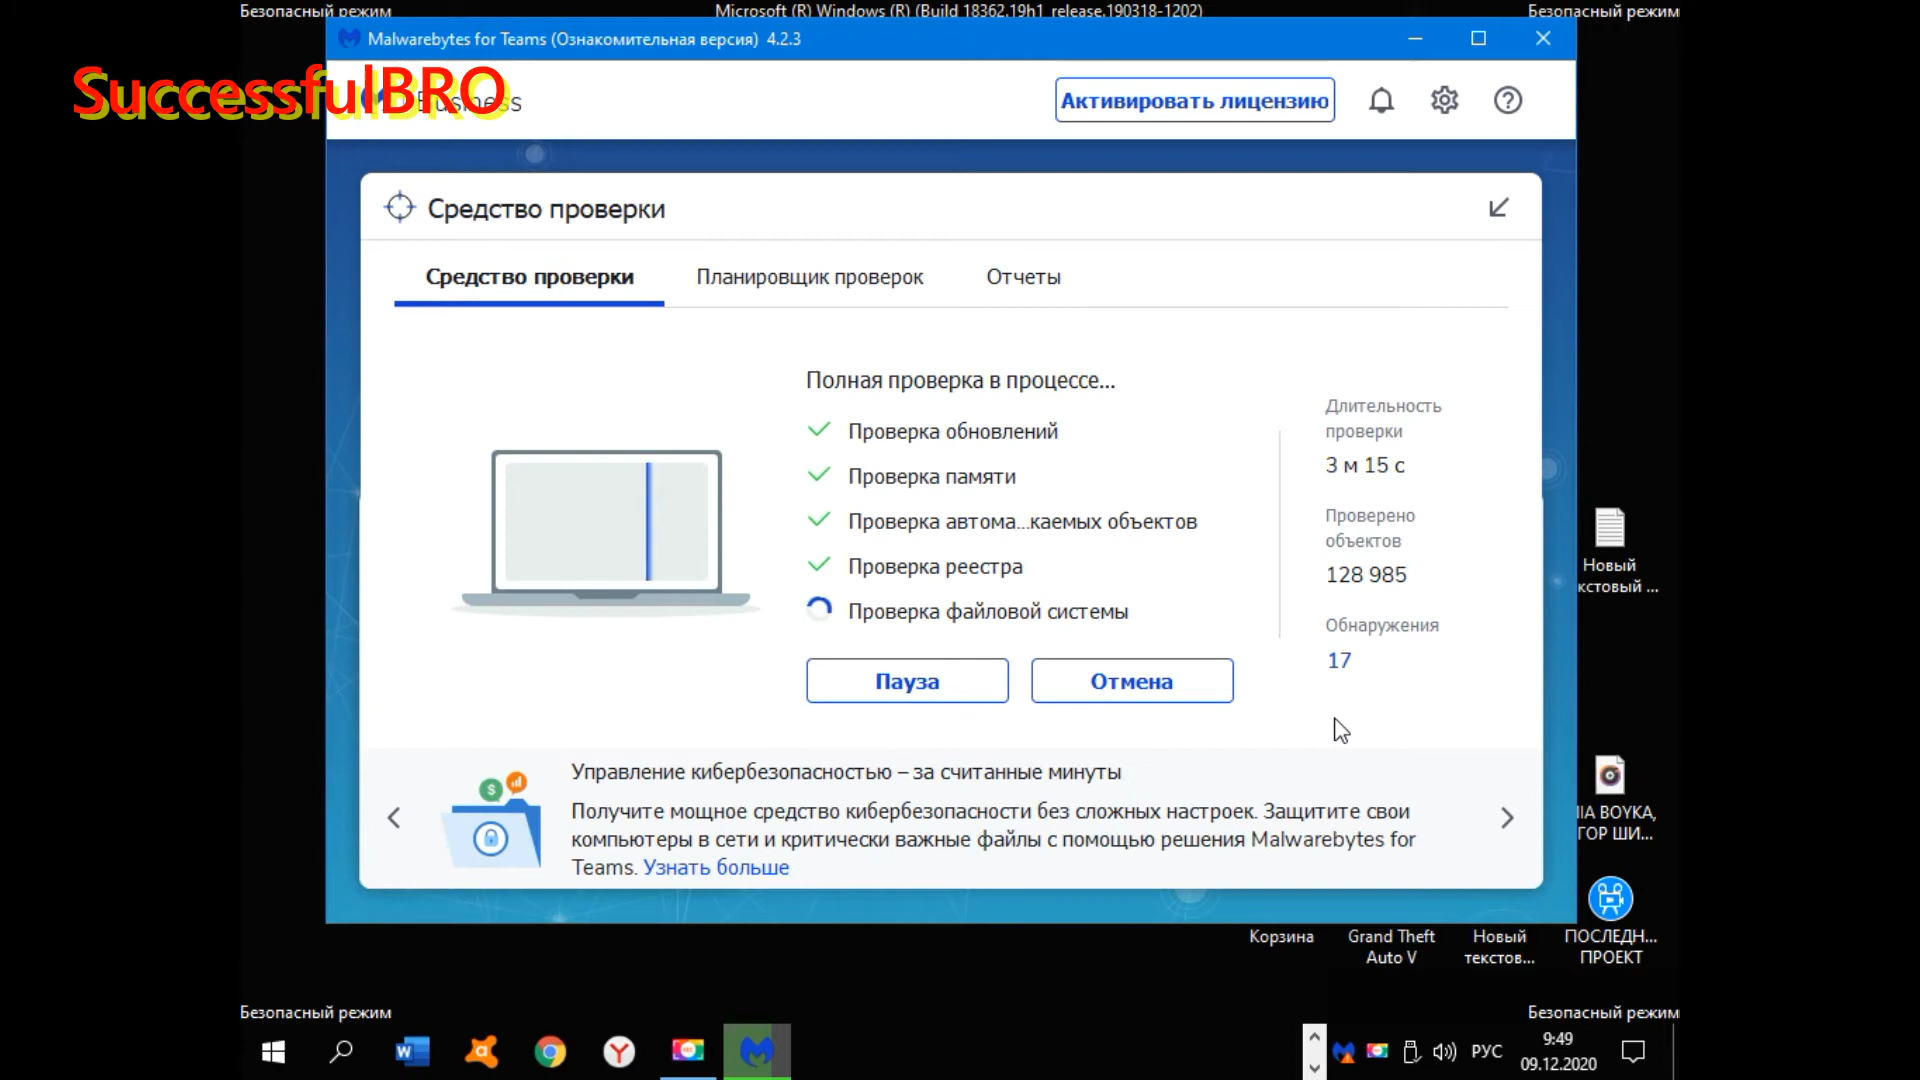 Безопасный режим
Microsoft (R) Windows (R) (Build 18362.19h1_release.190318-1202)
Безопасный режим
Malwarebytes for Teams (Ознакомительная версия) 4.2.3
SuccessfulBRO
Активировать лицензию
Средство проверки
Средство проверки
Планировщик проверок
Отчеты
Полная проверка в процессе...
Проверка обновлений
Проверка памяти
Проверка автома...каемых объектов
Проверка реестра
Проверка файловой системы
Длительность
проверки
3 м 15 с
Проверено
объектов
128 985
Обнаружения
17
Пауза
Отмена
Управление кибербезопасностью – за считанные минуты
Получите мощное средство кибербезопасности без сложных настроек. Защитите свои
компьютеры в сети и критически важные файлы с помощью решения Malwarebytes for
Teams. Узнать больше
Новый
кстовый ...
IA BOYKA,
ГОР ШИ...
Корзина
Grand Theft
Auto V
Новый
текстов...
ПОСЛЕДН...
ПРОЕКТ
Безопасный режим
Безопасный режим
РУС
9:49
09.12.2020